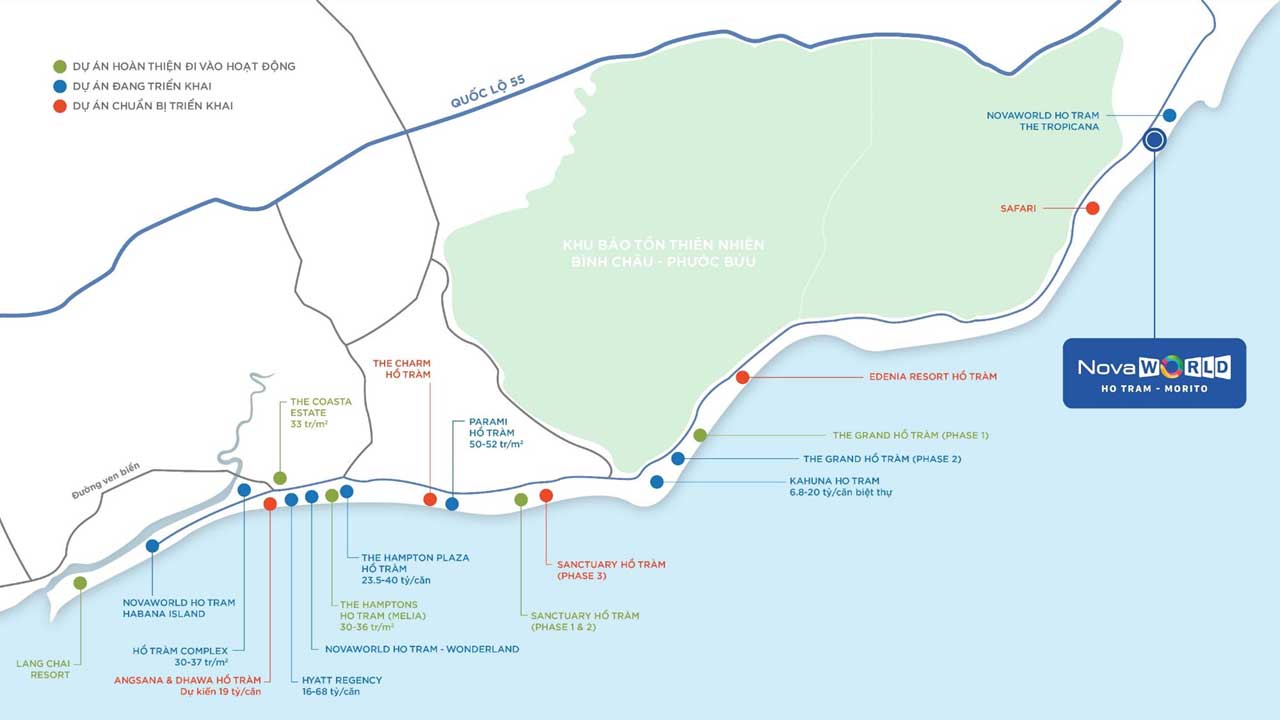 DỰ ÁN HOÀN THIỆN ĐI VÀO HOẠT ĐỘNG
DỰ ÁN ĐANG TRIỂN KHAI
DỰ ÁN CHUẨN BỊ TRIỂN KHAI
QUỐC LỘ 55
NOVAWORLD HO TRAM
THE TROPICANA
SAFARI
KHU BẢO TỒN THIÊN NHIÊN
BÌNH CHÂU - PHƯỚC BỬU
NovaWORLD
HO TRAM - MORITO
THE CHARM
HỒ TRÀM
EDENIA RESORT HỒ TRÀM
THE COASTA
ESTATE
33 tr/m²
PARAMI
HỒ TRÀM
50-52 tr/m²
THE GRAND HỒ TRÀM (PHASE 1)
THE GRAND HỒ TRÀM (PHASE 2)
KAHUNA HO TRAM
6.8-20 tỷ/căn biệt thự
Đường ven biển
THE HAMPTON PLAZA
HỒ TRÀM
23.5-40 tỷ/căn
SANCTUARY HỒ TRÀM
(PHASE 3)
NOVAWORLD HO TRAM
HABANA ISLAND
THE HAMPTONS
HO TRAM (MELIA)
30-36 tr/m²
SANCTUARY HỒ TRÀM
(PHASE 1 & 2)
HỒ TRÀM COMPLEX
30-37 tr/m²
NOVAWORLD HO TRAM - WONDERLAND
LANG CHAI
RESORT
ANGSANA & DHAWA HỒ TRÀM
Dự kiến 19 tỷ/căn
HYATT REGENCY
16-68 tỷ/căn